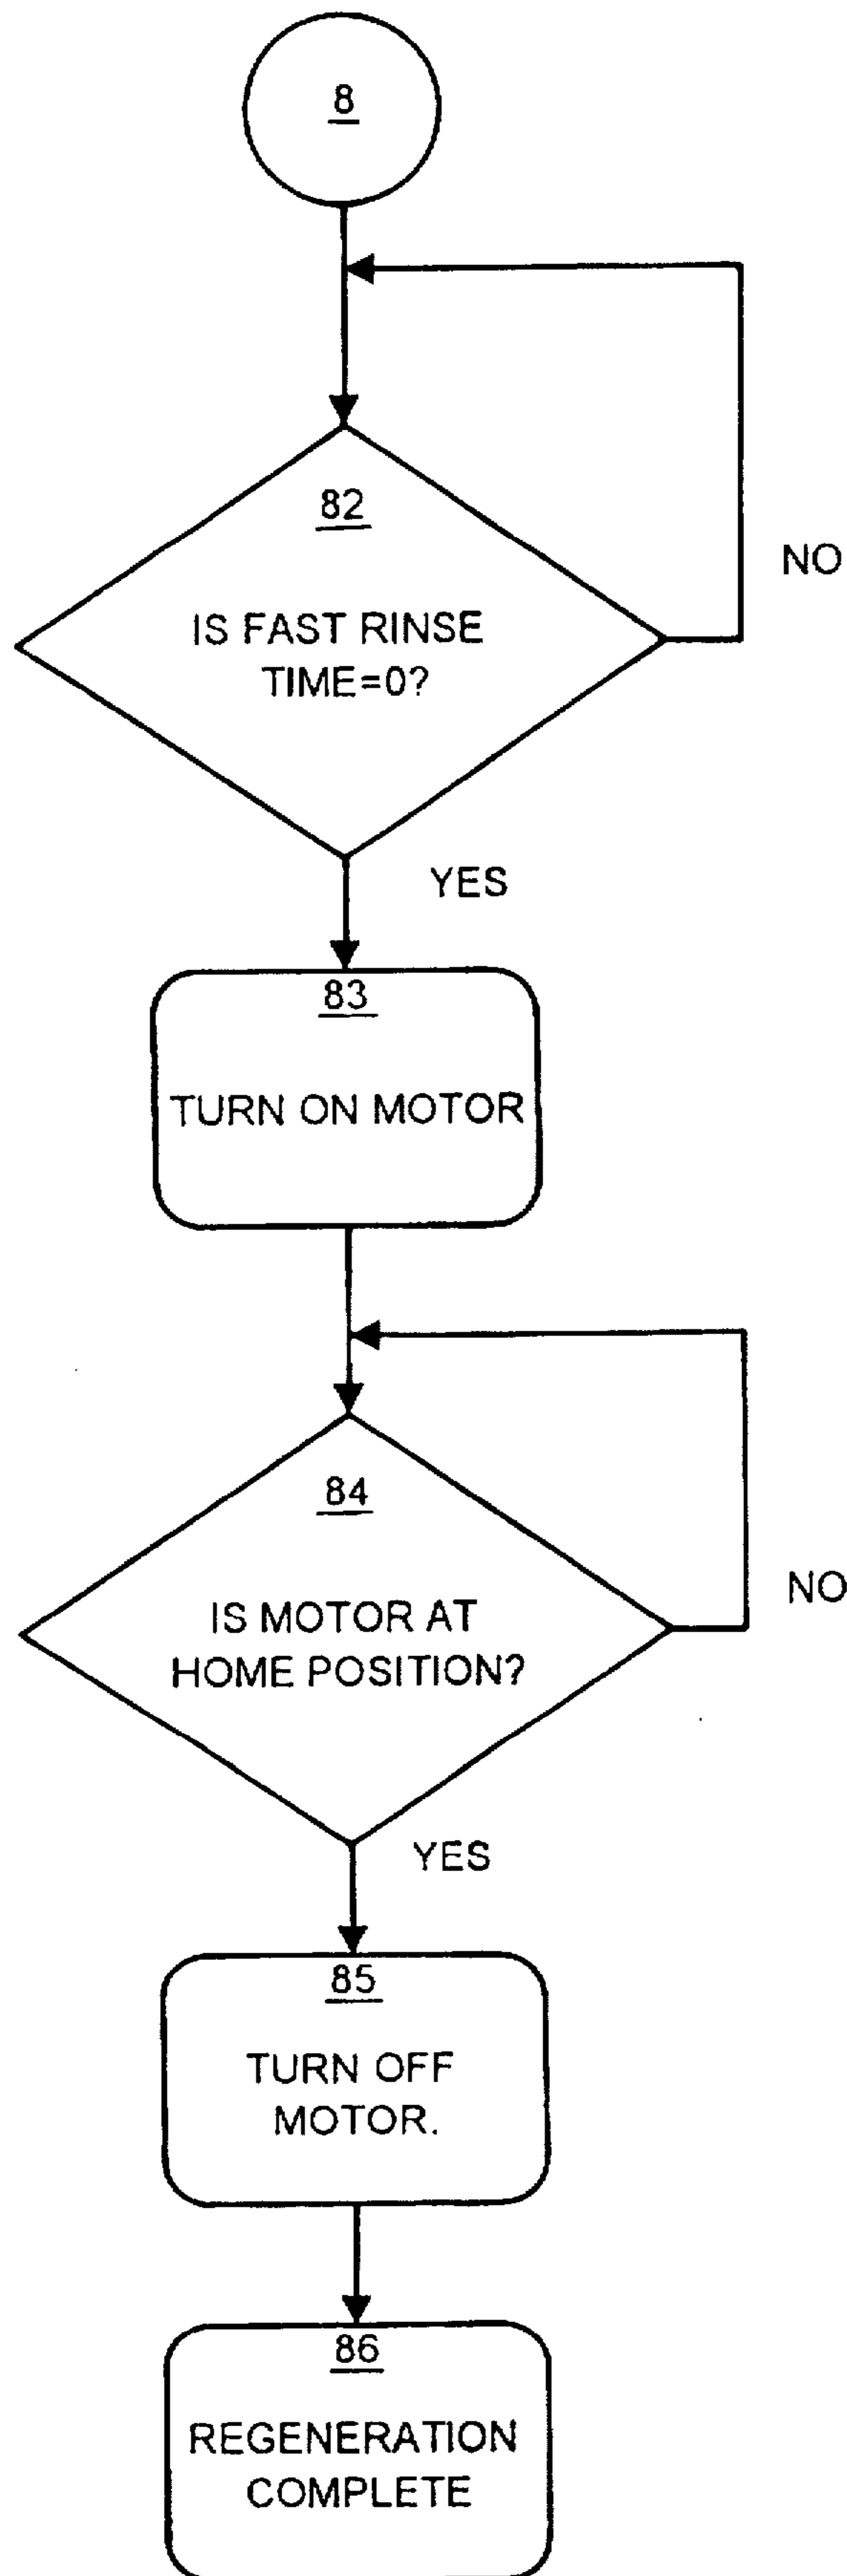 8
82
IS FAST RINSE
TIME=0?
NO
YES
83
TURN ON MOTOR
84
IS MOTOR AT
HOME POSITION?
NO
YES
85
TURN OFF
MOTOR.
86
REGENERATION
COMPLETE